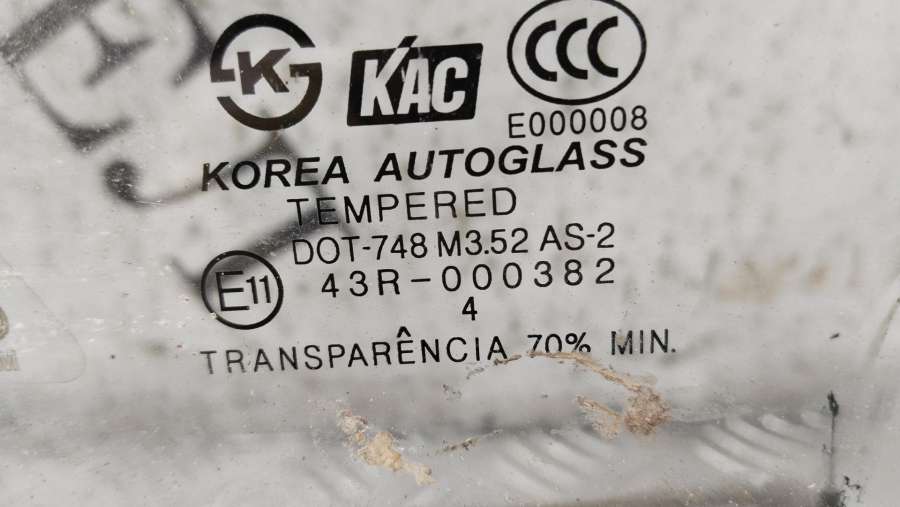 K
KAC
CCC
E000008
KOREA AUTOGLASS
TEMPERED
DOT-748 M3.52 AS-2
E11
43R-000382
4
TRANSPARÊNCIA 70% MIN.